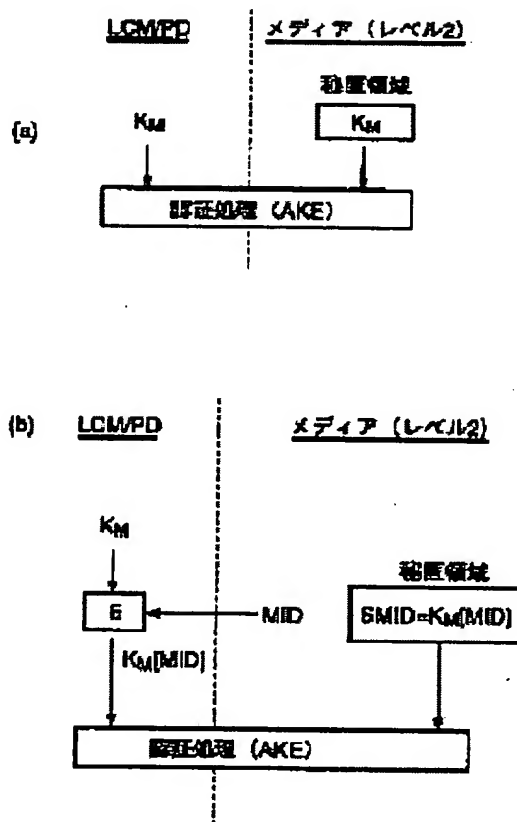 LCM/PD
メディア (レベル2)
秘匿領域
(a)
KM
KM
認証処理 (AKE)
(b)
LCM/PD
メディア (レベル2)
KM
秘匿領域
E
MID
SMID=KM[MID]
KM[MID]
認証処理 (AKE)